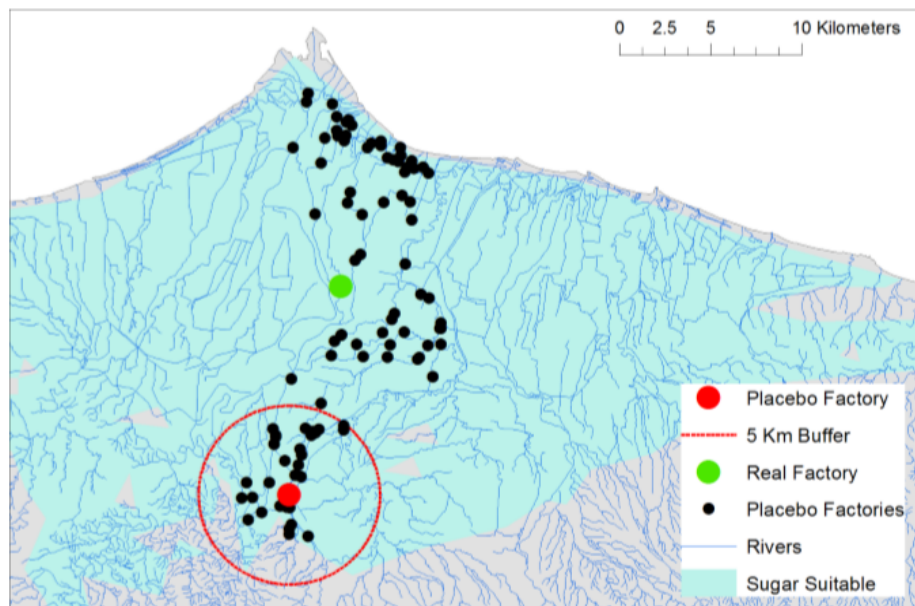 0 2.5 5 10 Kilometers
Placebo Factory
5 Km Buffer
Real Factory
Placebo Factories
Rivers
Sugar Suitable